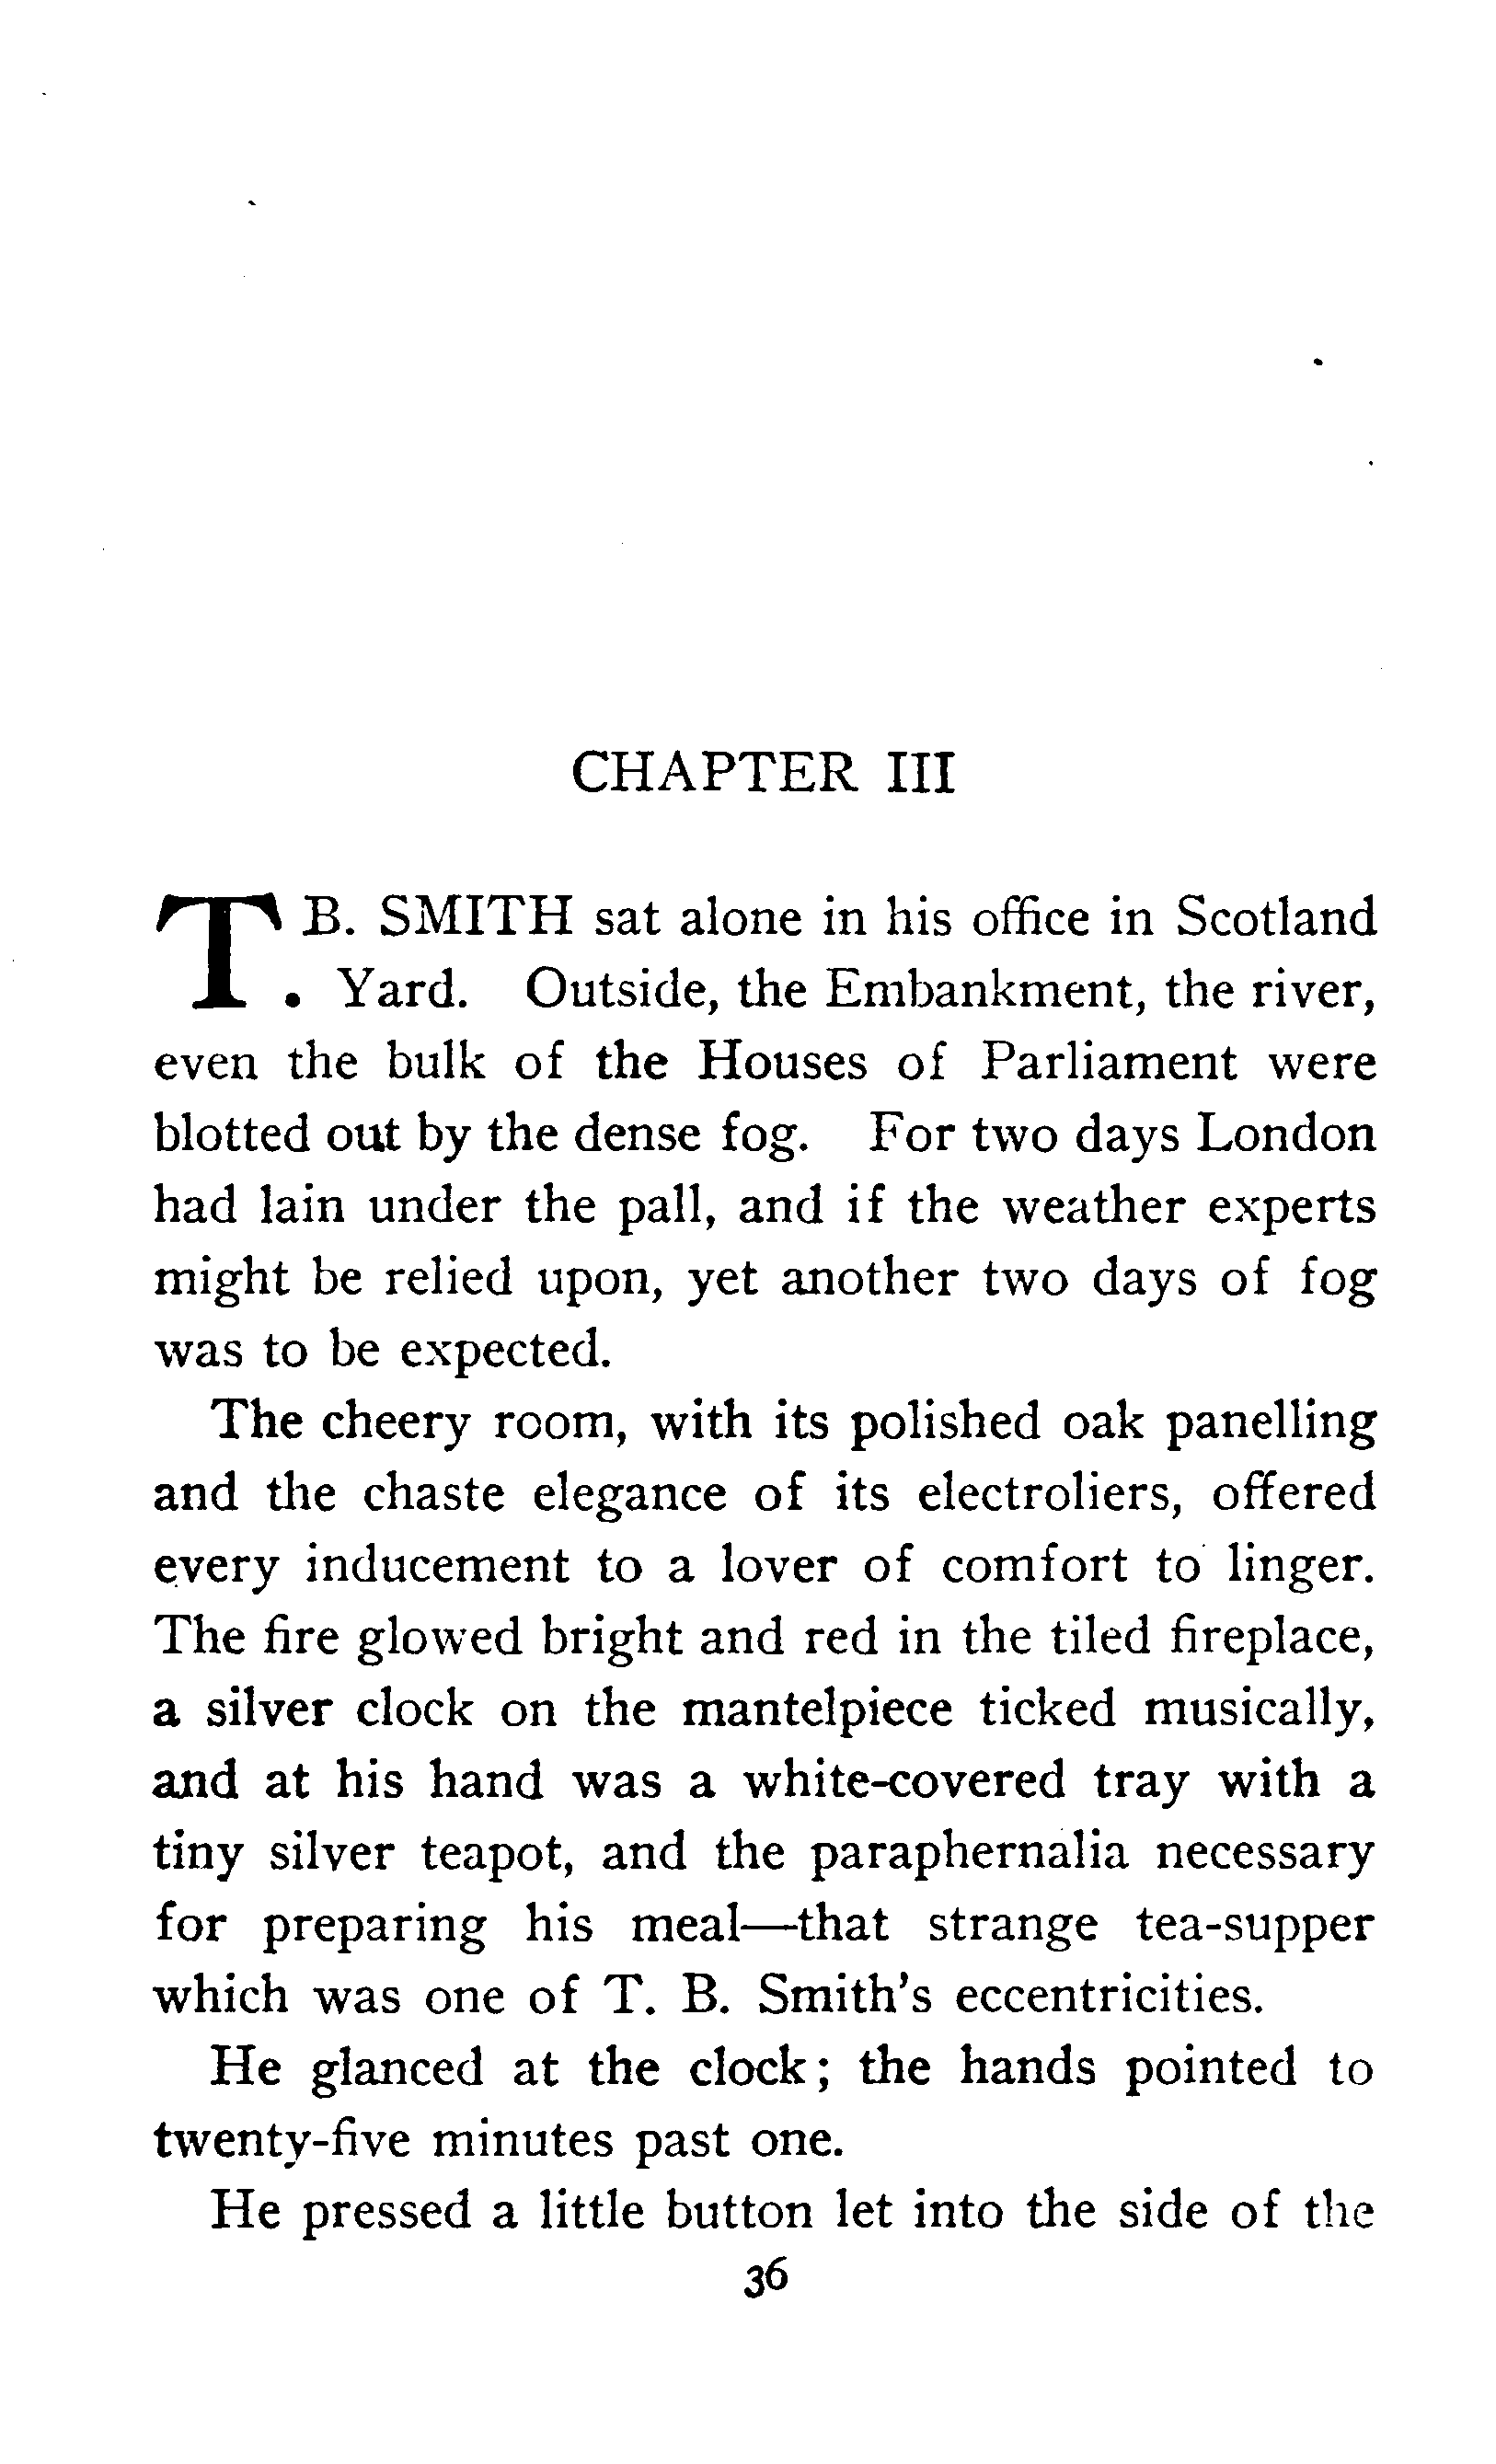 CHAPTER III
T. B. SMITH sat alone in his office in Scotland
Yard. Outside, the Embankment, the river,
even the bulk of the Houses of Parliament were
blotted out by the dense fog. For two days London
had lain under the pall, and if the weather experts
might be relied upon, yet another two days of fog
was to be expected.
The cheery room, with its polished oak panelling
and the chaste elegance of its electroliers, offered
every inducement to a lover of comfort to linger.
The fire glowed bright and red in the tiled fireplace,
a silver clock on the mantelpiece ticked musically,
and at his hand was a white-covered tray with a
tiny silver teapot, and the paraphernalia necessary
for preparing his meal—that strange tea-supper
which was one of T. B. Smith's eccentricities.
He glanced at the clock; the hands pointed to
twenty-five minutes past one.
He pressed a little button let into the side of the
36